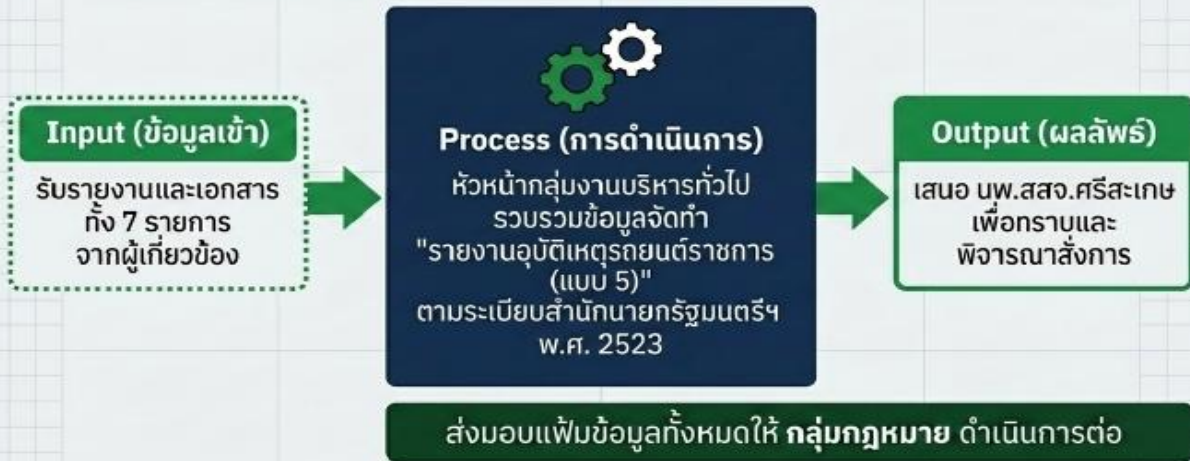 Input (ข้อมูลเข้า)
รับรายงานและเอกสาร
ทั้ง 7 รายการ
จากผู้เกี่ยวข้อง
Process (การดำเนินการ)
หัวหน้ากลุ่มงานบริหารทั่วไป
รวบรวมข้อมูลจัดทำ
"รายงานอุบัติเหตุรถยนต์ราชการ
(แบบ 5)"
ตามระเบียบสำนักนายกรัฐมนตรีฯ
พ.ศ. 2523
Output (ผลลัพธ์)
เสนอ นพ.สสจ.ศรีสะเกษ
เพื่อทราบและ
พิจารณาสั่งการ
ส่งมอบแฟ้มข้อมูลทั้งหมดให้ กลุ่มกฎหมาย ดำเนินการต่อ